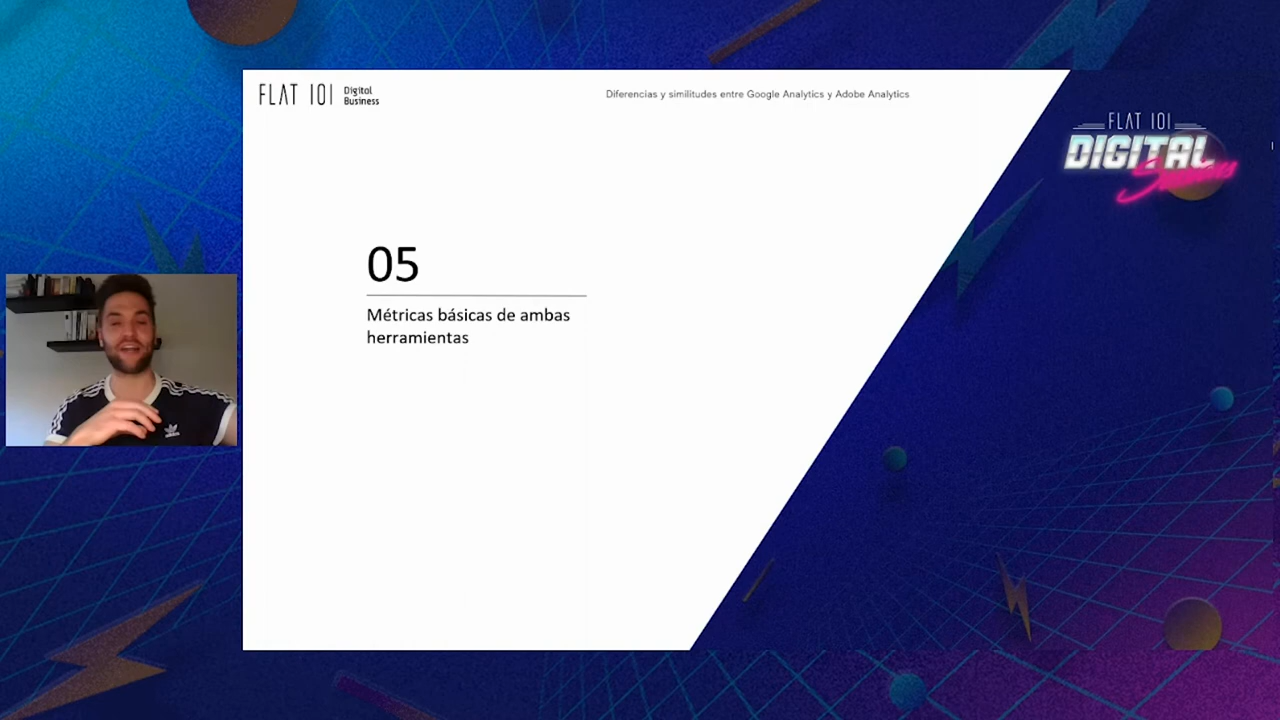 FLAT 101
Digital
Business
Diferencias y similitudes entre Google Analytics y Adobe Analytics
FLAT 101
DIGITAL
05
Métricas básicas de ambas
herramientas
adidas